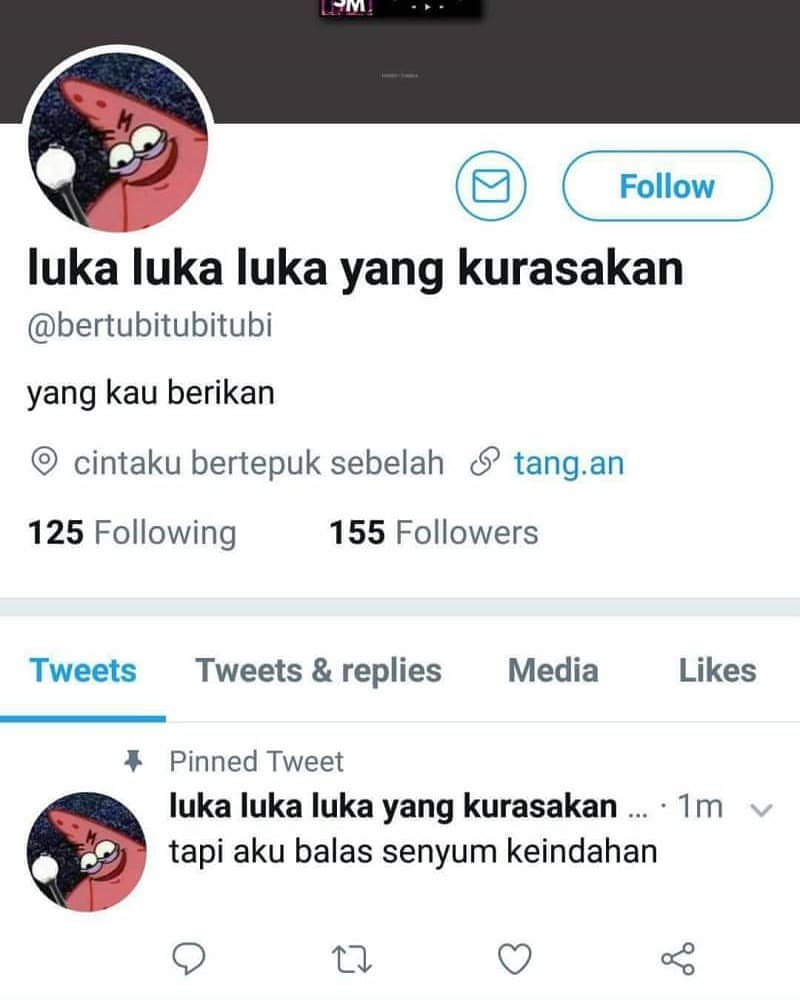 Follow
luka luka luka yang kurasakan
@bertubitubitubi
yang kau berikan
cintaku bertepuk sebelah tang.an
125 Following 155 Followers
Tweets Tweets & replies Media Likes
Pinned Tweet
luka luka luka yang kurasakan ... · 1m
tapi aku balas senyum keindahan